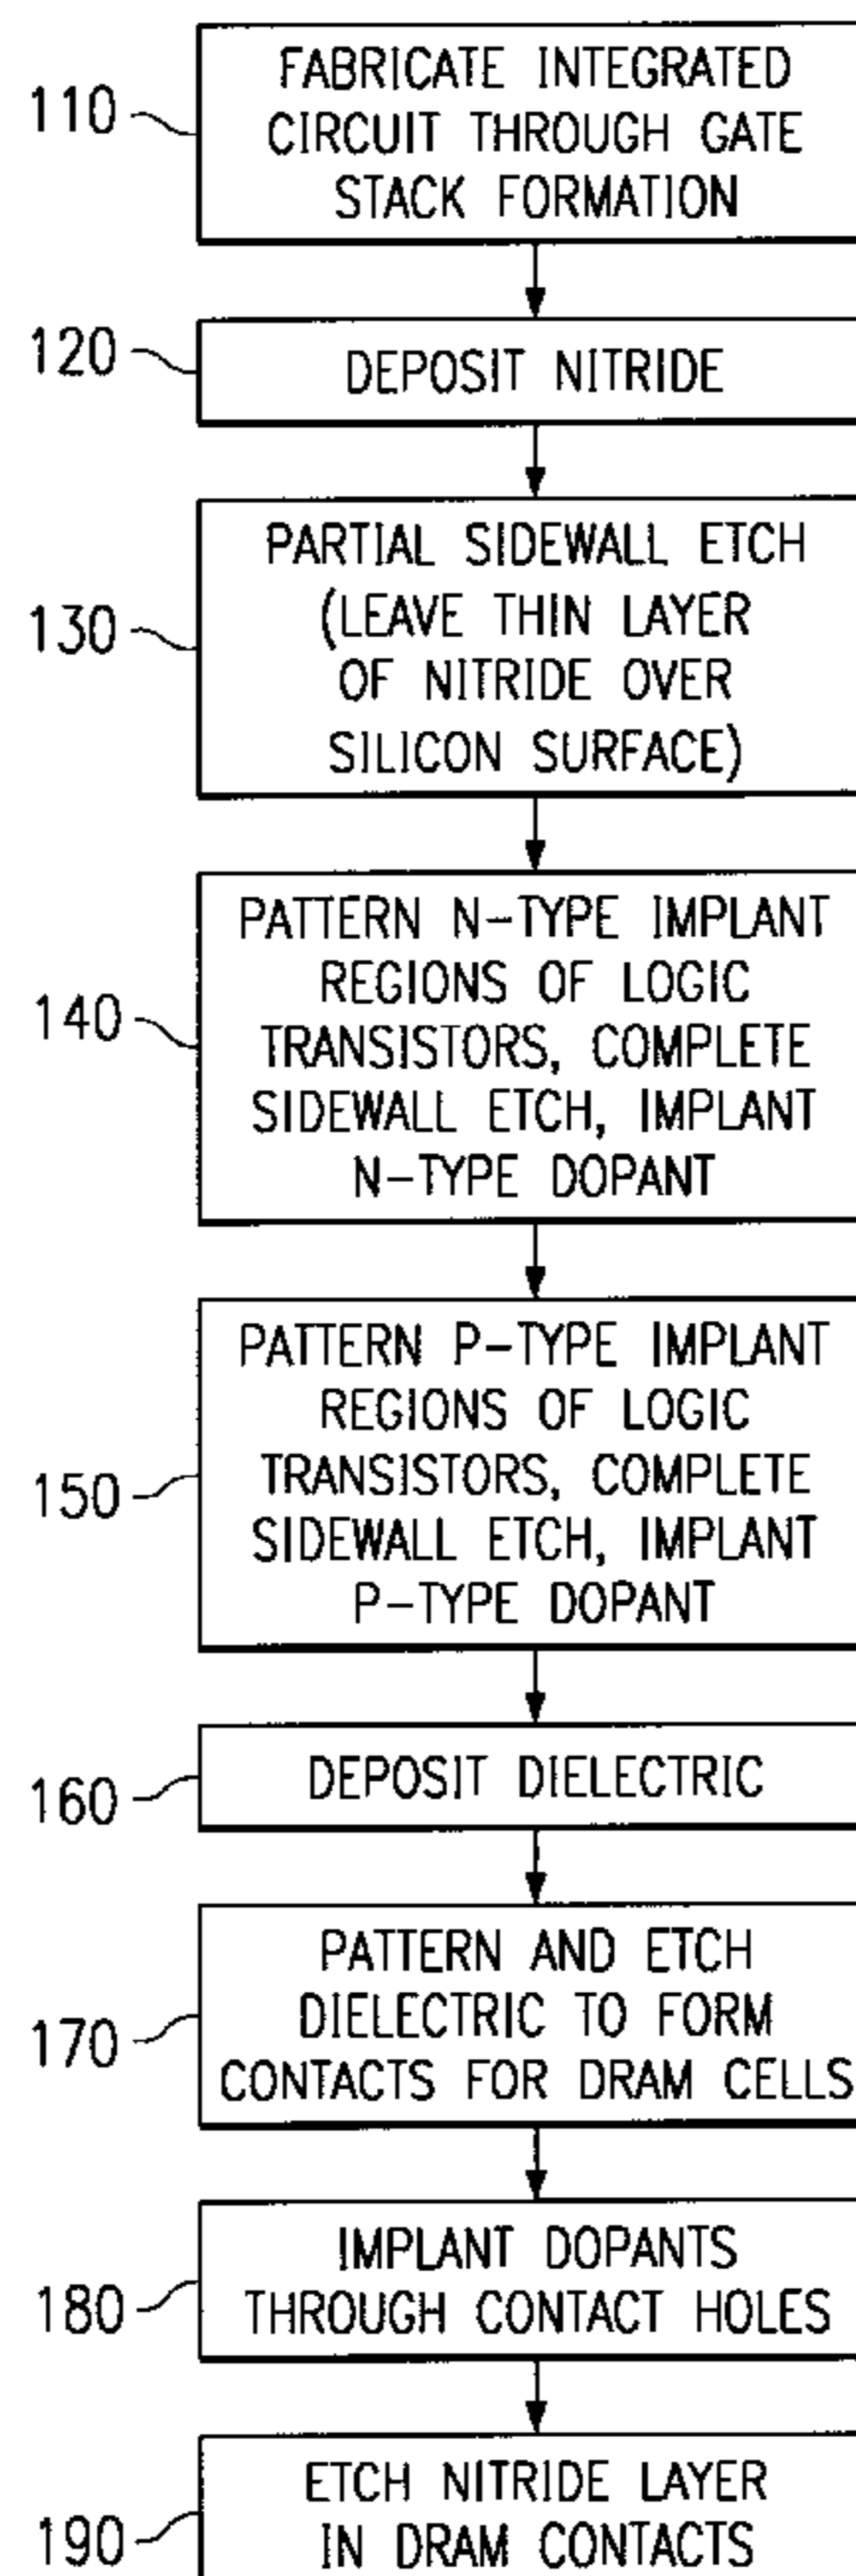 110
FABRICATE INTEGRATED
CIRCUIT THROUGH GATE
STACK FORMATION
120
DEPOSIT NITRIDE
130
PARTIAL SIDEWALL ETCH
(LEAVE THIN LAYER
OF NITRIDE OVER
SILICON SURFACE)
140
PATTERN N-TYPE IMPLANT
REGIONS OF LOGIC
TRANSISTORS, COMPLETE
SIDEWALL ETCH, IMPLANT
N-TYPE DOPANT
150
PATTERN P-TYPE IMPLANT
REGIONS OF LOGIC
TRANSISTORS, COMPLETE
SIDEWALL ETCH, IMPLANT
P-TYPE DOPANT
160
DEPOSIT DIELECTRIC
170
PATTERN AND ETCH
DIELECTRIC TO FORM
CONTACTS FOR DRAM CELLS
180
IMPLANT DOPANTS
THROUGH CONTACT HOLES
190
ETCH NITRIDE LAYER
IN DRAM CONTACTS